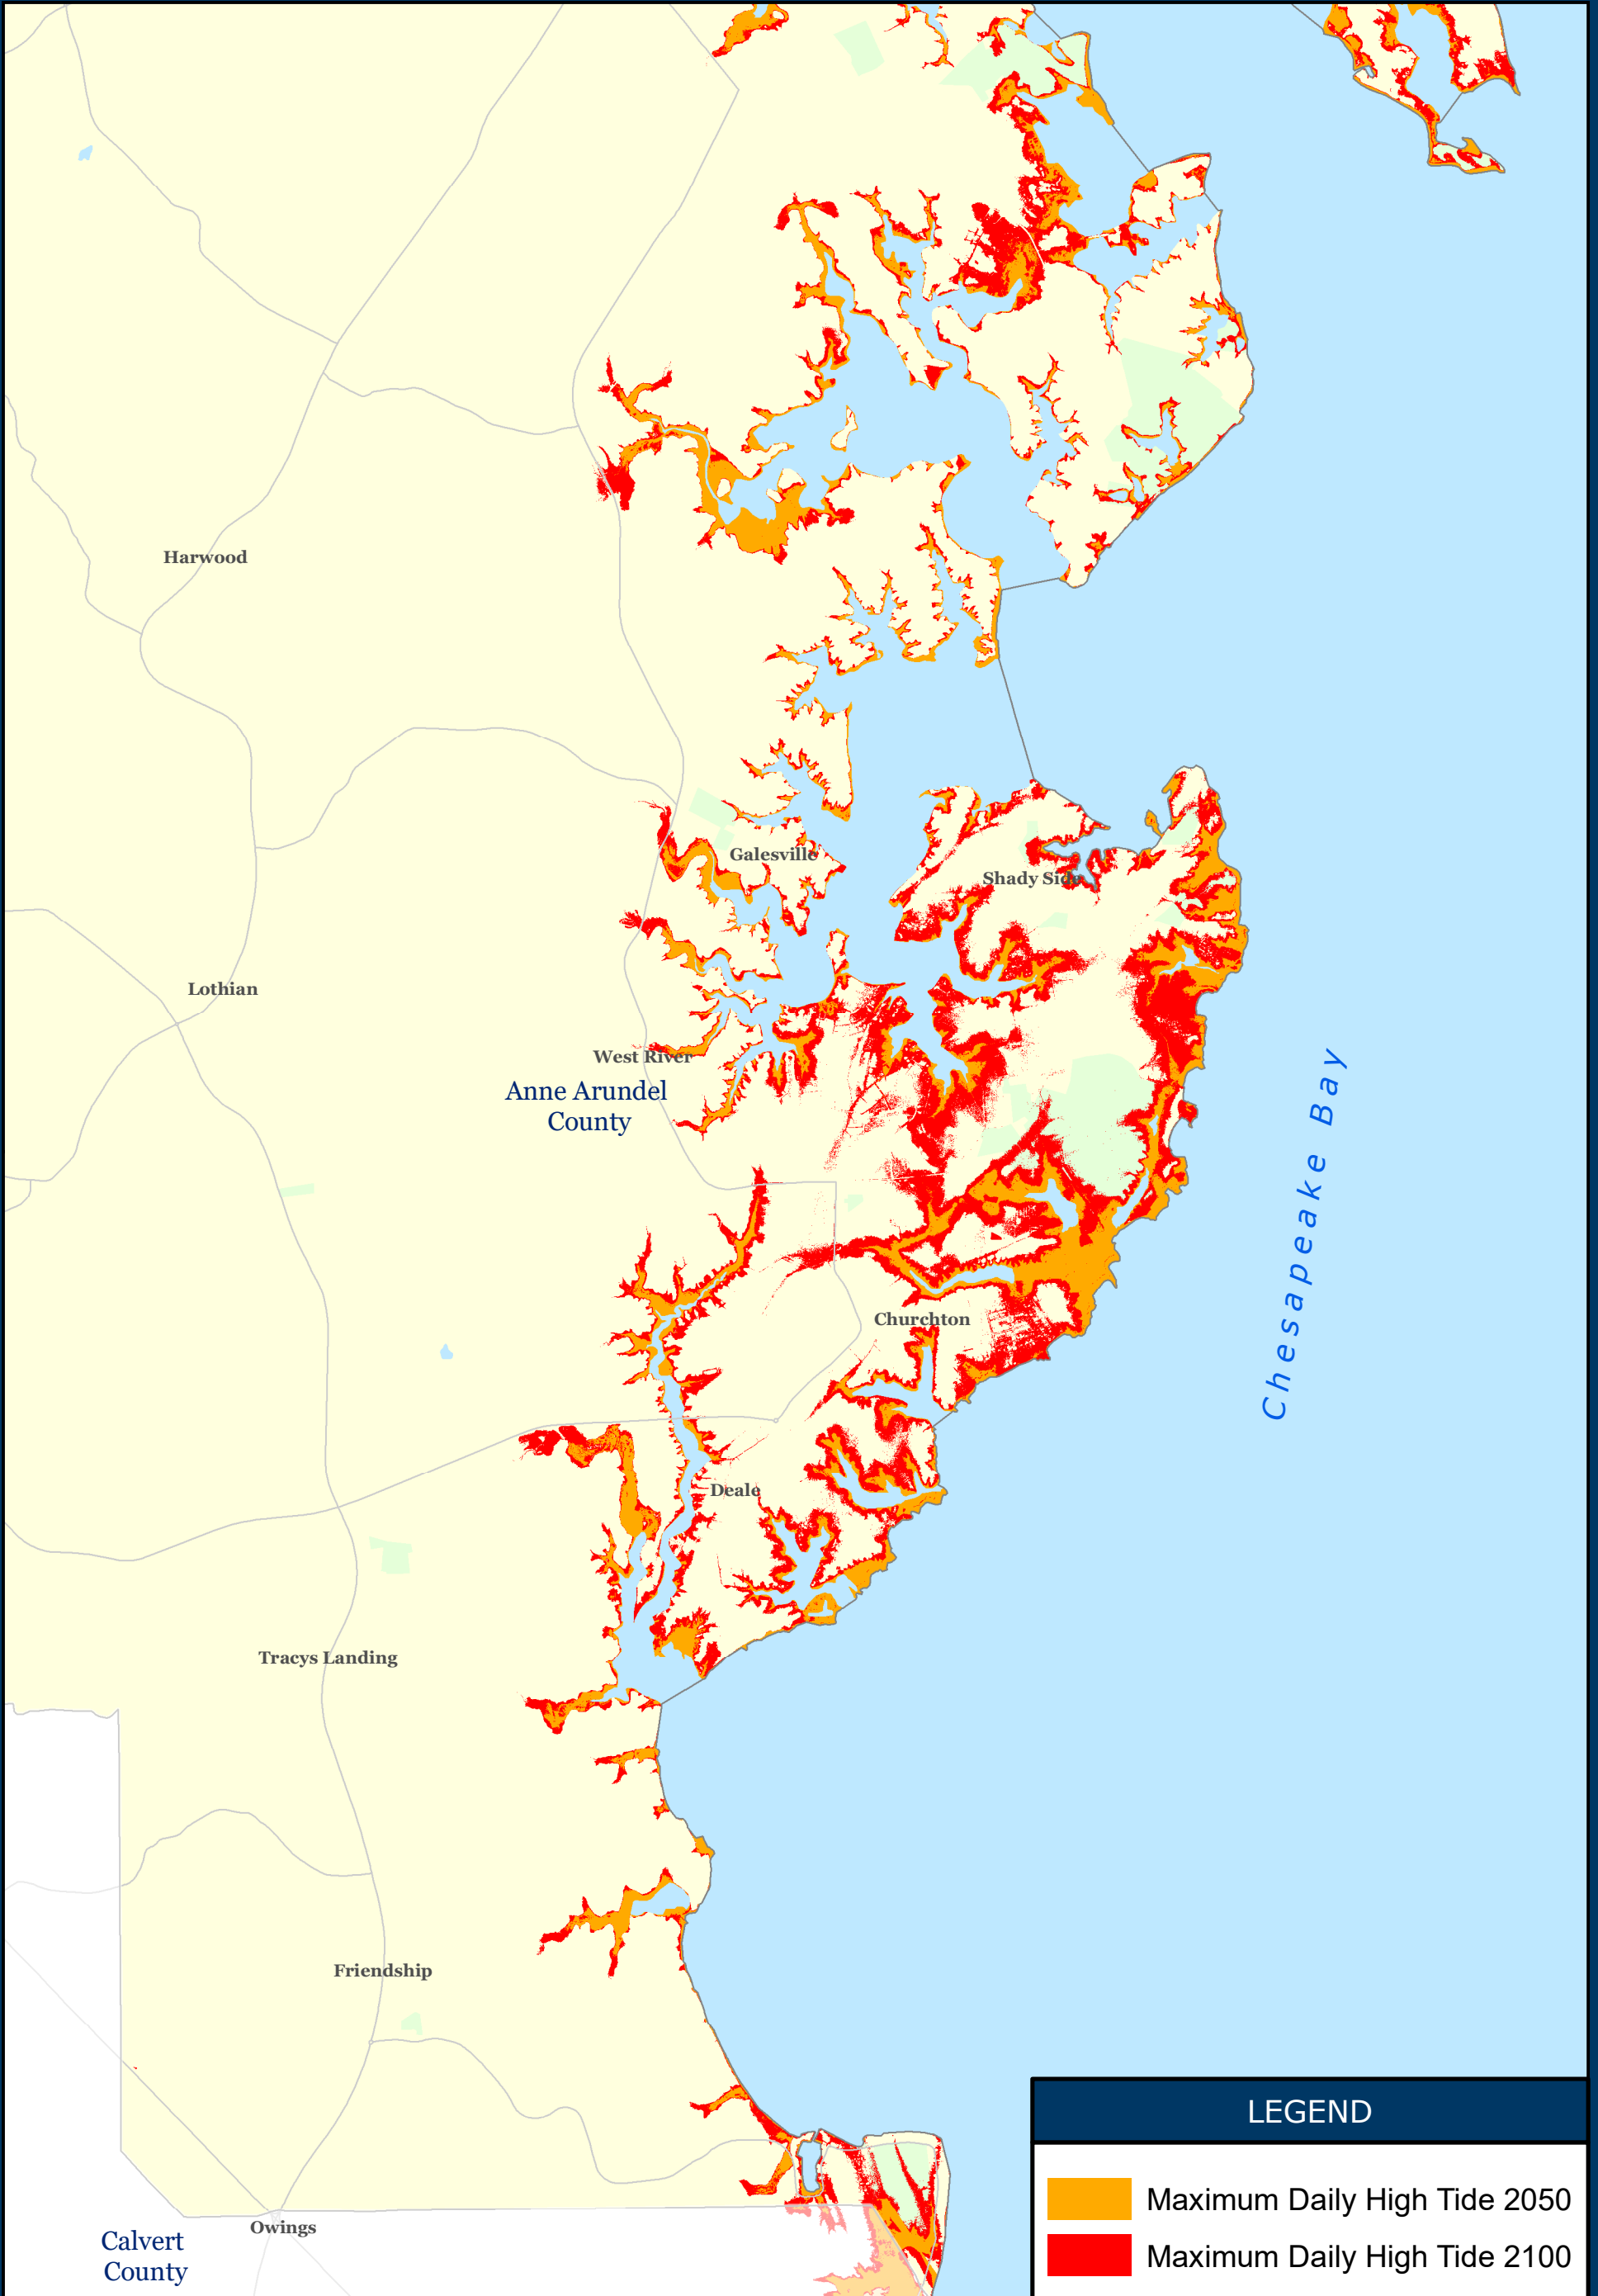 Harwood
Galesville
Shady Side
Lothian
West River
Anne Arundel
County
Chesapeake Bay
Churchton
Deale
Tracys Landing
Friendship
Owings
Calvert
County
LEGEND
Maximum Daily High Tide 2050
Maximum Daily High Tide 2100